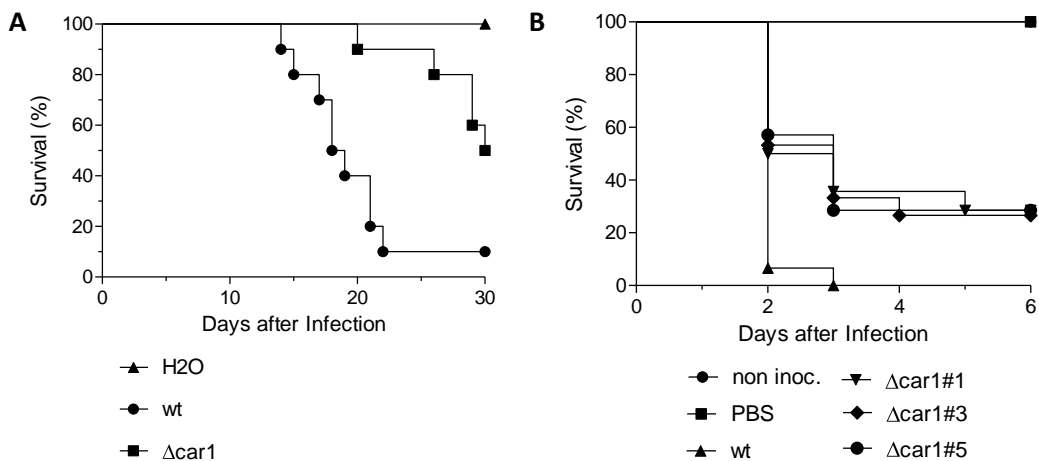 A
B
100
80
60
40
20
0
Survival (%)
0
10
20
30
Days after Infection
H2O
wt
Δcar1
100
80
60
40
20
0
Survival (%)
0
2
4
6
Days after Infection
non inoc.
PBS
wt
Δcar1#1
Δcar1#3
Δcar1#5